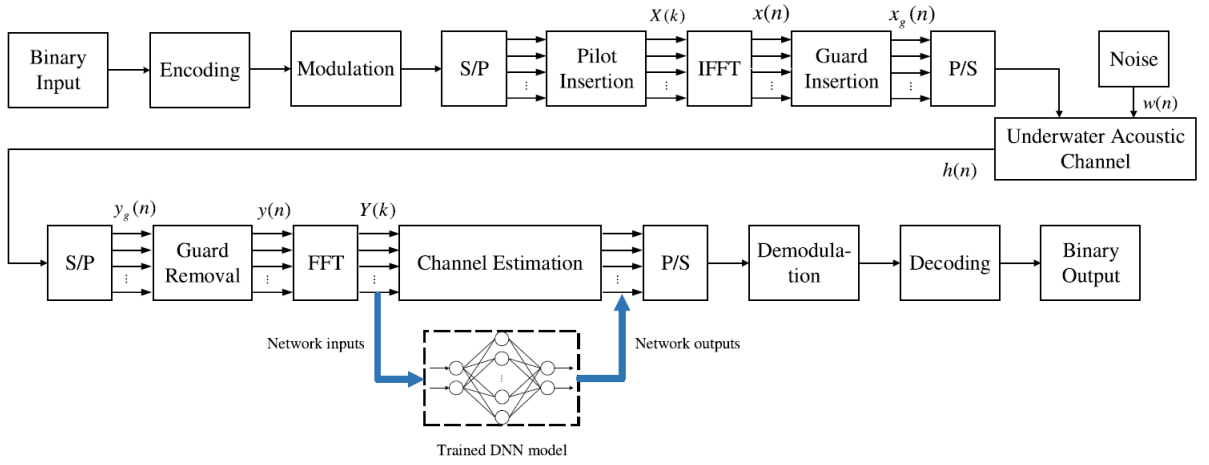 X(k)
x(n)
x_g(n)
Binary
Input
Encoding
Modulation
S/P
Pilot
Insertion
IFFT
Guard
Insertion
P/S
Noise
w(n)
Underwater Acoustic
Channel
h(n)
y_g(n)
y(n)
Y(k)
S/P
Guard
Removal
FFT
Channel Estimation
P/S
Demodula-
tion
Decoding
Binary
Output
Network inputs
Network outputs
Trained DNN model